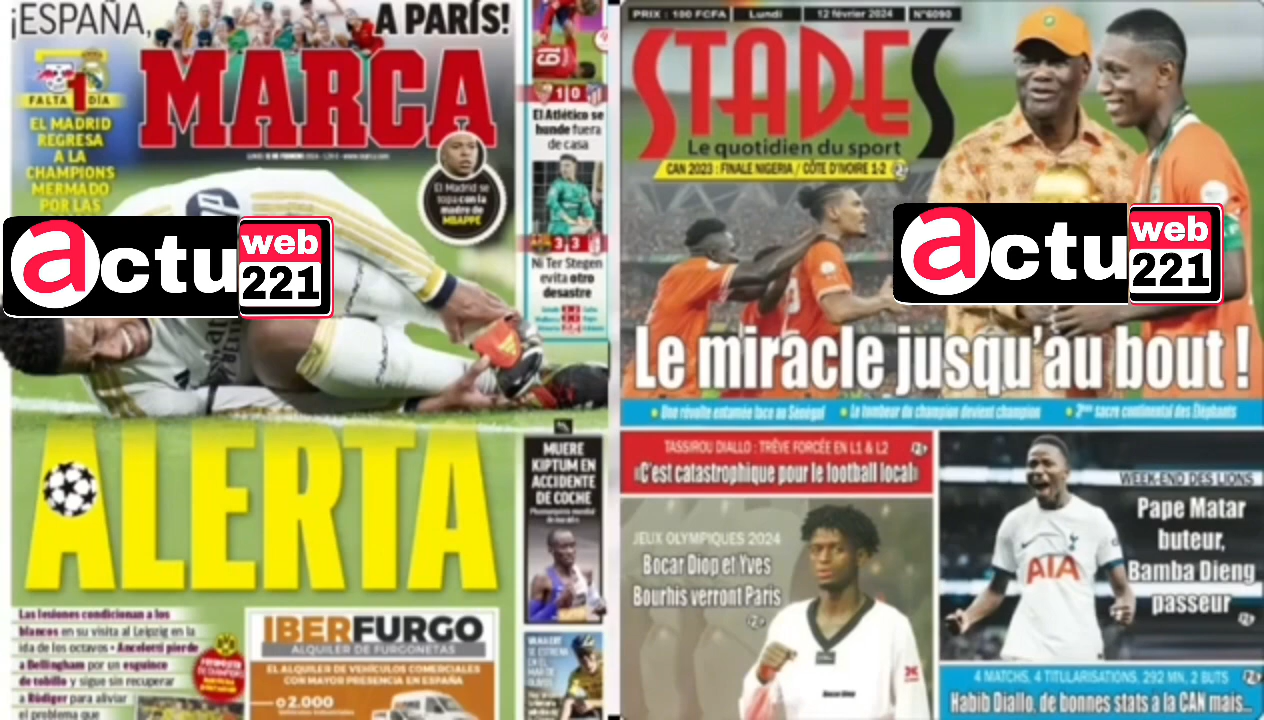 ¡ESPAÑA, A PARÍS!
MARCA
FALTA 1 DÍA
EL MADRID
REGRESA
A LA
CHAMPIONS
MERMADO
POR LAS
El Madrid se
topa con la
madre de
MBAPPÉ
19
1 0
El Atlético se
hunde fuera
de casa
3 3
Ni Ter Stegen
evita otro
desastre
actu
web
221
ALERTA
MUERE
KIPTUM EN
ACCIDENTE
DE COCHE
Las lesiones condicionan a los
blancos en su visita al Leipzig en la
ida de los octavos • Ancelotti pierde
a Bellingham por un esguince
de tobillo y sigue sin recuperar
a Rüdiger para aliviar
el problema que
IBERFURGO
ALQUILER DE FURGONETAS
EL ALQUILER DE VEHÍCULOS COMERCIALES
CON MAYOR PRESENCIA EN ESPAÑA
2.000
PRIX : 100 FCFA Lundi 12 février 2024 N°6090
STADES
Le quotidien du sport
CAN 2023 : FINALE NIGERIA / CÔTE D'IVOIRE 1-2
actu
web
221
Le miracle jusqu'au bout !
• Une révolte entamée face au Sénégal • Le tombeur du champion devient champion • 2ème sacre continental des Éléphants
TASSIROU DIALLO : TRÊVE FORCÉE EN L1 & L2
«C'est catastrophique pour le football local»
JEUX OLYMPIQUES 2024
Bocar Diop et Yves
Bourhis verront Paris
Bocar Diop
WEEK-END DES LIONS
Pape Matar
buteur,
Bamba Dieng
passeur
AIA
4 MATCHS, 4 TITULARISATIONS, 292 MN, 2 BUTS
Habib Diallo, de bonnes stats à la CAN mais...